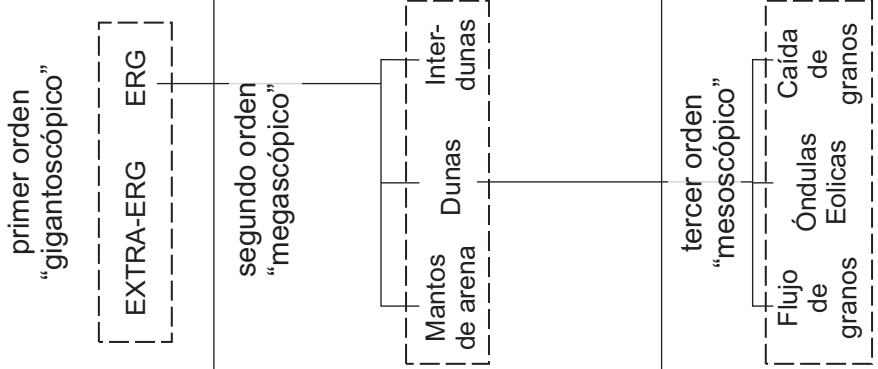 primer orden
“gigantoscópico”
EXTRA-ERG
ERG
segundo orden
“megascópico”
Mantos
de arena
Dunas
Inter-
dunas
tercer orden
“mesoscópico”
Flujo
de
granos
Óndulas
Eolicas
Caída
de
granos